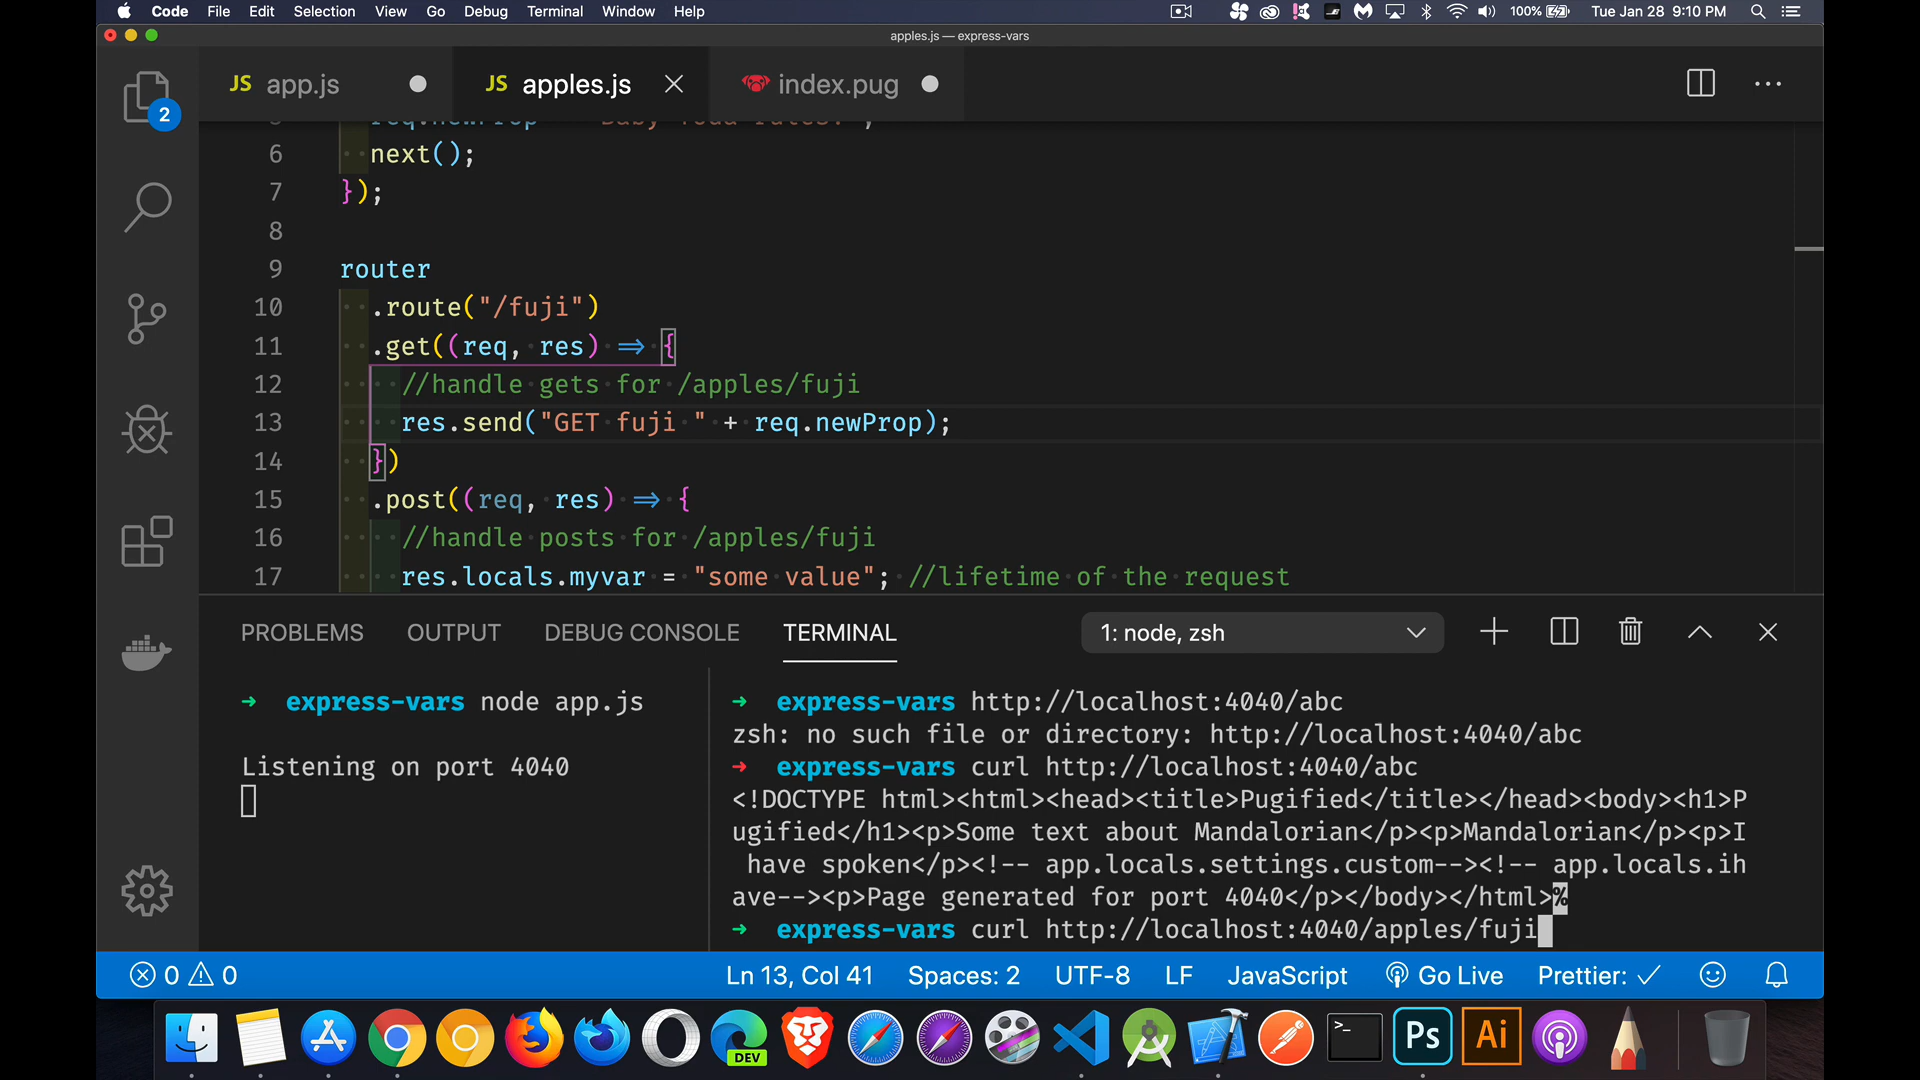 Code File Edit Selection View Go Debug Terminal Window Help 100% Tue Jan 28 9:10 PM
apples.js — express-vars
JS app.js JS apples.js index.pug
2
6 next();
7 });
8
9 router
10 .route("/fuji")
11 .get((req, res) => {
12 //handle gets for /apples/fuji
13 res.send("GET fuji " + req.newProp);
14 })
15 .post((req, res) => {
16 //handle posts for /apples/fuji
17 res.locals.myvar = "some value"; //lifetime of the request
PROBLEMS OUTPUT DEBUG CONSOLE TERMINAL 1: node, zsh
➜ express-vars node app.js
Listening on port 4040
➜ express-vars http://localhost:4040/abc
zsh: no such file or directory: http://localhost:4040/abc
➜ express-vars curl http://localhost:4040/abc
<!DOCTYPE html><html><head><title>Pugified</title></head><body><h1>P
ugified</h1><p>Some text about Mandalorian</p><p>Mandalorian</p><p>I
have spoken</p><!-- app.locals.settings.custom--><!-- app.locals.ih
ave--><p>Page generated for port 4040</p></body></html>%
➜ express-vars curl http://localhost:4040/apples/fuji
0 0 Ln 13, Col 41 Spaces: 2 UTF-8 LF JavaScript Go Live Prettier: ✓
DEV >_ Ps Ai